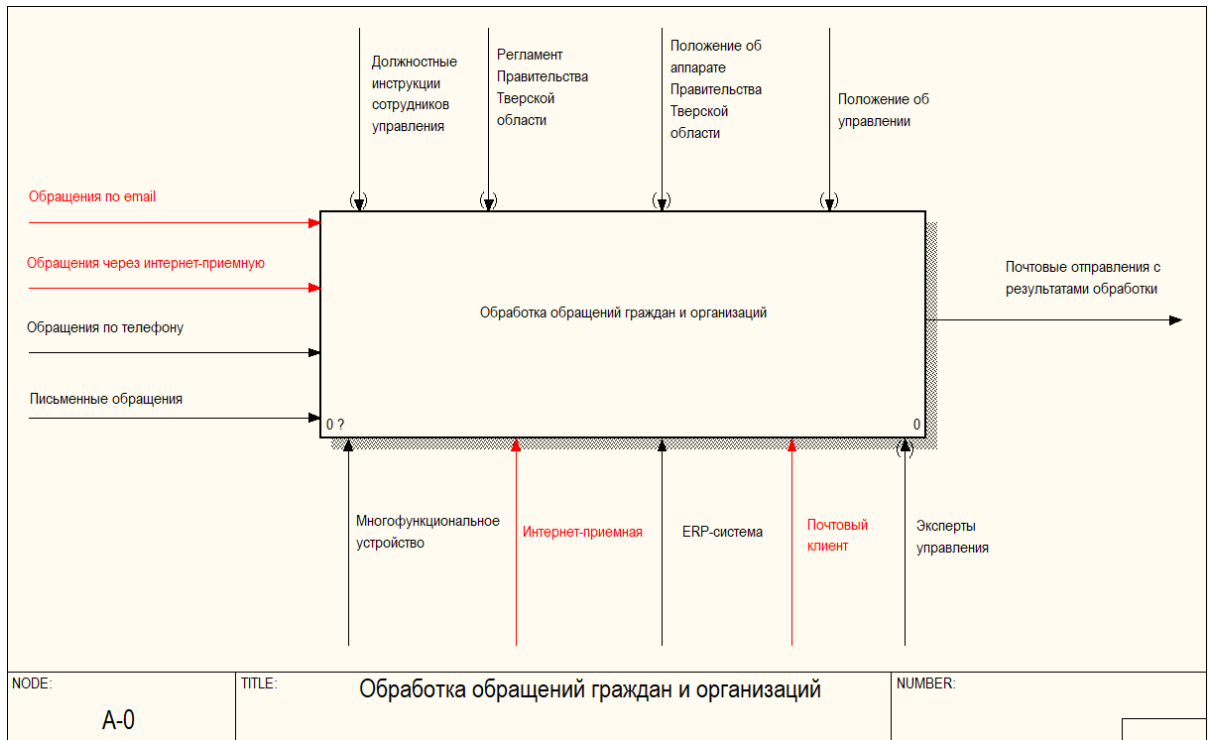 Должностные
инструкции
сотрудников
управления
Регламент
Правительства
Тверской
области
Положение об
аппарате
Правительства
Тверской
области
Положение об
управлении
Обращения по email
Обращения через интернет-приемную
Обращения по телефону
Письменные обращения
Обработка обращений граждан и организаций
0 ?
0
Почтовые отправления с
результатами обработки
Многофункциональное
устройство
Интернет-приемная
ERP-система
Почтовый
клиент
Эксперты
управления
NODE:
A-0
TITLE:
Обработка обращений граждан и организаций
NUMBER: